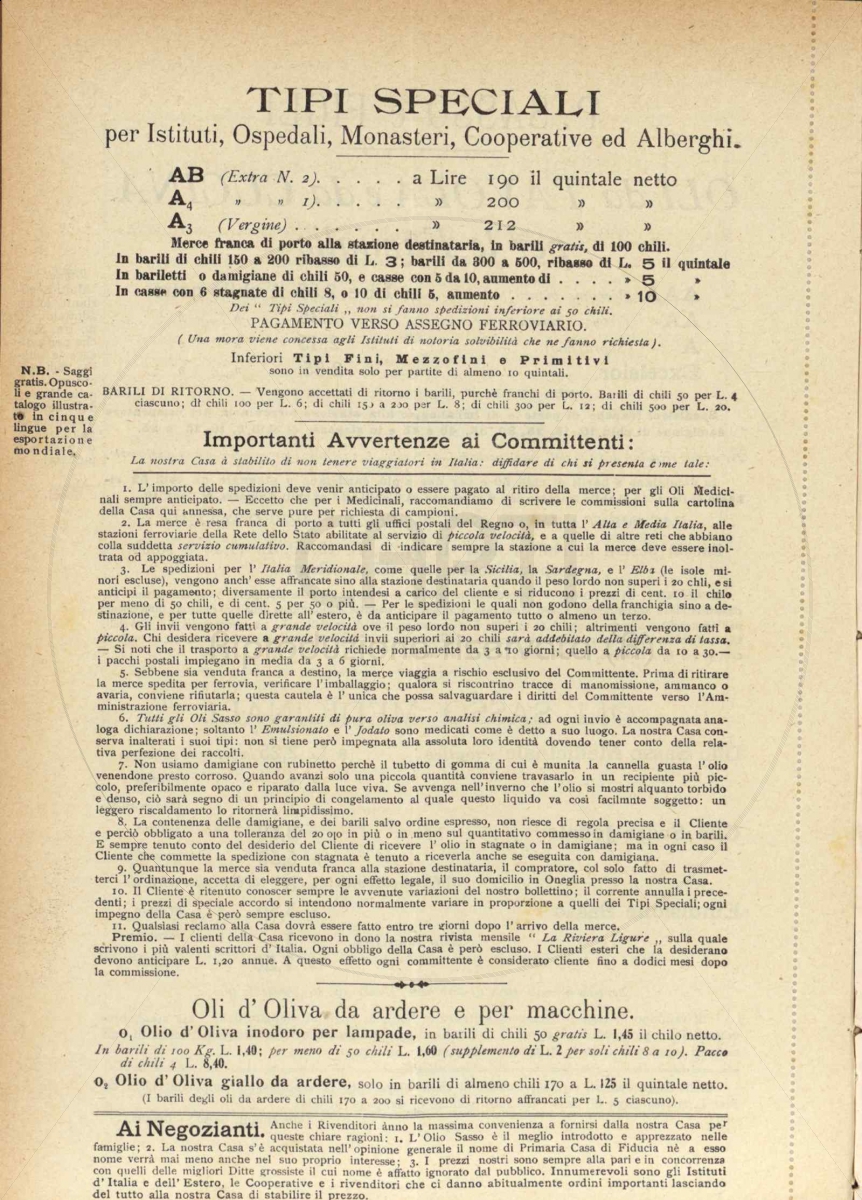 TIPI SPECIALI
per Istituti, Ospedali, Monasteri, Cooperative ed Alberghi.
AB (Extra N. 2). . . . . a Lire 190 il quintale netto
A4 " " 1). . . . . » 200 » »
A3 (Vergine) . . . . . . . » 212 » »
Merce franca di porto alla stazione destinataria, in barili gratis, di 100 chili.
In barili di chili 150 a 200 ribasso di L. 3; barili da 300 a 500, ribasso di L. 5 il quintale
In bariletti o damigiane di chili 50, e casse con 5 da 10, aumento di . . . . » 5 »
In casse con 6 stagnate di chili 8, o 10 di chili 5, aumento . . . . . . . » 10 »
Dei " Tipi Speciali „ non si fanno spedizioni inferiore ai 50 chili.
PAGAMENTO VERSO ASSEGNO FERROVIARIO.
( Una mora viene concessa agli Istituti di notoria solvibilità che ne fanno richiesta ).
Inferiori Tipi Fini, Mezzofini e Primitivi
sono in vendita solo per partite di almeno 10 quintali.
N.B. - Saggi
gratis. Opusco-
li e grande ca-
talogo illustra-
to in cinque
lingue per la
esportazione
mondiale.
BARILI DI RITORNO. — Vengono accettati di ritorno i barili, purchè franchi di porto. Barili di chili 50 per L. 4
ciascuno; di chili 100 per L. 6; di chili 150 a 200 per L. 8; di chili 300 per L. 12; di chili 500 per L. 20.
Importanti Avvertenze ai Committenti:
La nostra Casa à stabilito di non tenere viaggiatori in Italia: diffidare di chi si presenta come tale:
1. L' importo delle spedizioni deve venir anticipato o essere pagato al ritiro della merce; per gli Oli Medici-
nali sempre anticipato. — Eccetto che per i Medicinali, raccomandiamo di scrivere le commissioni sulla cartolina
della Casa qui annessa, che serve pure per richiesta di campioni.
2. La merce è resa franca di porto a tutti gli uffici postali del Regno o, in tutta l' Alta e Media Italia, alle
stazioni ferroviarie della Rete dello Stato abilitate al servizio di piccola velocità, e a quelle di altre reti che abbiano
colla suddetta servizio cumulativo. Raccomandasi di indicare sempre la stazione a cui la merce deve essere inol-
trata od appoggiata.
3. Le spedizioni per l' Italia Meridionale, come quelle per la Sicilia, la Sardegna, e l' Elba (le isole mi-
nori escluse), vengono anch' esse affrancate sino alla stazione destinataria quando il peso lordo non superi i 20 chli, e si
anticipi il pagamento; diversamente il porto intendesi a carico del cliente e si riducono i prezzi di cent. 10 il chilo
per meno di 50 chili, e di cent. 5 per 50 o più. — Per le spedizioni le quali non godono della franchigia sino a de-
stinazione, e per tutte quelle dirette all' estero, è da anticipare il pagamento tutto o almeno un terzo.
4. Gli invii vengono fatti a grande velocità ove il peso lordo non superi i 20 chili; altrimenti vengono fatti a
piccola. Chi desidera ricevere a grande velocità invii superiori ai 20 chili sarà addebitato della differenza di tassa.
— Si noti che il trasporto a grande velocità richiede normalmente da 3 a 10 giorni; quello a piccola da 10 a 30.—
i pacchi postali impiegano in media da 3 a 6 giorni.
5. Sebbene sia venduta franca a destino, la merce viaggia a rischio esclusivo del Committente. Prima di ritirare
la merce spedita per ferrovia, verificare l'imballaggio; qualora si riscontrino tracce di manomissione, ammanco o
avaria, conviene rifiutarla; questa cautela è l' unica che possa salvaguardare i diritti del Committente verso l'Am-
ministrazione ferroviaria.
6. Tutti gli Oli Sasso sono garantiti di pura oliva verso analisi chimica; ad ogni invio è accompagnata ana-
loga dichiarazione; soltanto l' Emulsionato e l' Jodato sono medicati come è detto a suo luogo. La nostra Casa con-
serva inalterati i suoi tipi: non si tiene però impegnata alla assoluta loro identità dovendo tener conto della rela-
tiva perfezione dei raccolti.
7. Non usiamo damigiane con rubinetto perchè il tubetto di gomma di cui è munita la cannella guasta l' olio
venendone presto corroso. Quando avanzi solo una piccola quantità conviene travasarlo in un recipiente più pic-
colo, preferibilmente opaco e riparato dalla luce viva. Se avvenga nell'inverno che l'olio si mostri alquanto torbido
e denso, ciò sarà segno di un principio di congelamento al quale questo liquido va così facilmnte soggetto: un
leggero riscaldamento lo ritornerà limpidissimo.
8. La contenenza delle damigiane, e dei barili salvo ordine espresso, non riesce di regola precisa e il Cliente
e perciò obbligato a una tolleranza del 20 o|o in più o in meno sul quantitativo commesso in damigiane o in barili.
E sempre tenuto conto del desiderio del Cliente di ricevere l' olio in stagnate o in damigiane; ma in ogni caso il
Cliente che commette la spedizione con stagnata è tenuto a riceverla anche se eseguita con damigiana.
9. Quantunque la merce sia venduta franca alla stazione destinataria, il compratore, col solo fatto di trasmet-
terci l'ordinazione, accetta di eleggere, per ogni effetto legale, il suo domicilio in Oneglia presso la nostra Casa.
10. Il Cliente è ritenuto conoscer sempre le avvenute variazioni del nostro bollettino; il corrente annulla i prece-
denti; i prezzi di speciale accordo si intendono normalmente variare in proporzione a quelli dei Tipi Speciali; ogni
impegno della Casa è però sempre escluso.
11. Qualsiasi reclamo alla Casa dovrà essere fatto entro tre giorni dopo l' arrivo della merce.
Premio. — I clienti della Casa ricevono in dono la nostra rivista mensile " La Riviera Ligure „ sulla quale
scrivono i più valenti scrittori d' Italia. Ogni obbligo della Casa è però escluso. I Clienti esteri che la desiderano
devono anticipare L. 1,20 annue. A questo effetto ogni committente è considerato cliente fino a dodici mesi dopo
la commissione.
Oli d' Oliva da ardere e per macchine.
O1 Olio d' Oliva inodoro per lampade, in barili di chili 50 gratis L. 1,45 il chilo netto.
In barili di 100 Kg. L. 1,40; per meno di 50 chili L. 1,60 (supplemento di L. 2 per soli chili 8 a 10). Pacco
di chili 4 L. 8,40.
O2 Olio d' Oliva giallo da ardere, solo in barili di almeno chili 170 a L. 125 il quintale netto.
(I barili degli oli da ardere di chili 170 a 200 si ricevono di ritorno affrancati per L. 5 ciascuno).
Ai Negozianti. Anche i Rivenditori ànno la massima convenienza a fornirsi dalla nostra Casa per
queste chiare ragioni: 1. L' Olio Sasso è il meglio introdotto e apprezzato nelle
famiglie; 2. La nostra Casa s' è acquistata nell' opinione generale il nome di Primaria Casa di Fiducia nè a esso
nome verrà mai meno anche nel suo proprio interesse; 3. I prezzi nostri sono sempre alla pari e in concorrenza
con quelli delle migliori Ditte grossiste il cui nome è affatto ignorato dal pubblico. Innumerevoli sono gli Istituti
d' Italia e dell' Estero, le Cooperative e i rivenditori che ci danno abitualmente ordini importanti lasciando
del tutto alla nostra Casa di stabilire il prezzo.